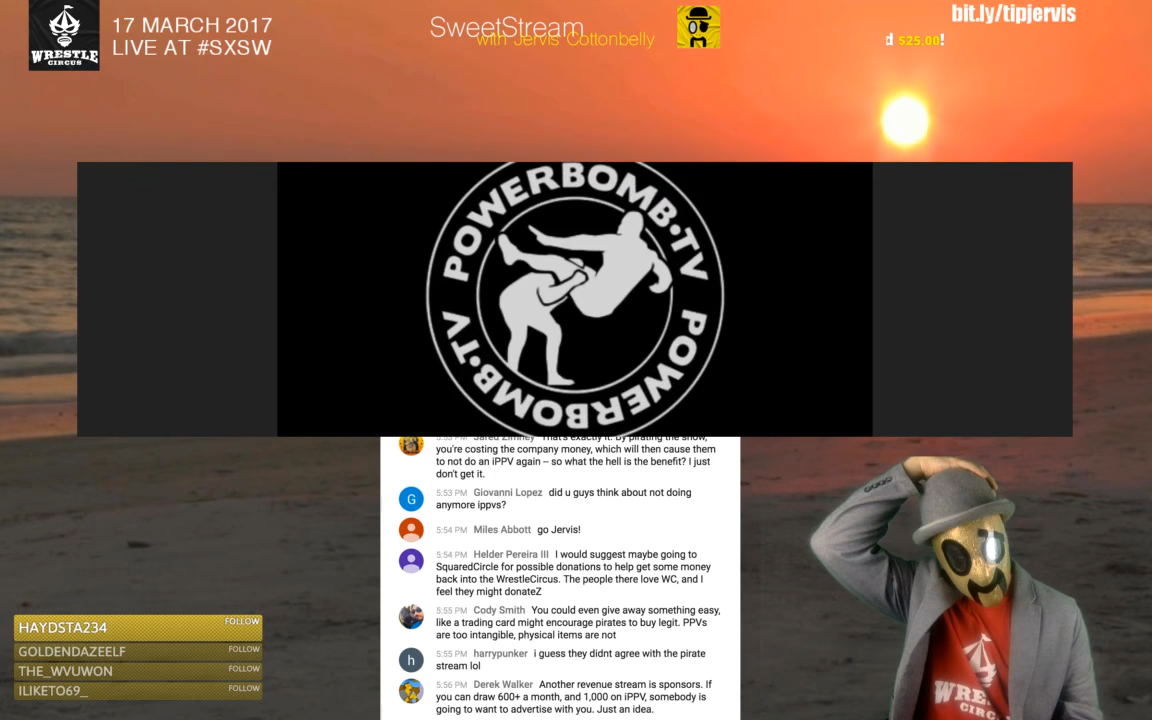 WRESTLE
CIRCUS
17 MARCH 2017
LIVE AT #SXSW
SweetStream
with Jervis Cottonbelly
bit.ly/tipjervis
d $25.00!
POWERBOMB·TV POWERBOMB·TV
5:53 PM Jared Zimney That's exactly it. By pirating the show,
you're costing the company money, which will then cause them
to not do an iPPV again – so what the hell is the benefit? I just
don't get it.
G
5:53 PM Giovanni Lopez did u guys think about not doing
anymore ippvs?
5:54 PM Miles Abbott go Jervis!
5:54 PM Helder Pereira III I would suggest maybe going to
SquaredCircle for possible donations to help get some money
back into the WrestleCircus. The people there love WC, and I
feel they might donateZ
5:55 PM Cody Smith You could even give away something easy,
like a trading card might encourage pirates to buy legit. PPVs
are too intangible, physical items are not
h
5:55 PM harrypunker i guess they didnt agree with the pirate
stream lol
5:56 PM Derek Walker Another revenue stream is sponsors. If
you can draw 600+ a month, and 1,000 on iPPV, somebody is
going to want to advertise with you. Just an idea.
HAYDSTA234 FOLLOW
GOLDENDAZEELF FOLLOW
THE_WVUWON FOLLOW
ILIKETO69_ FOLLOW
WRE
CIRC